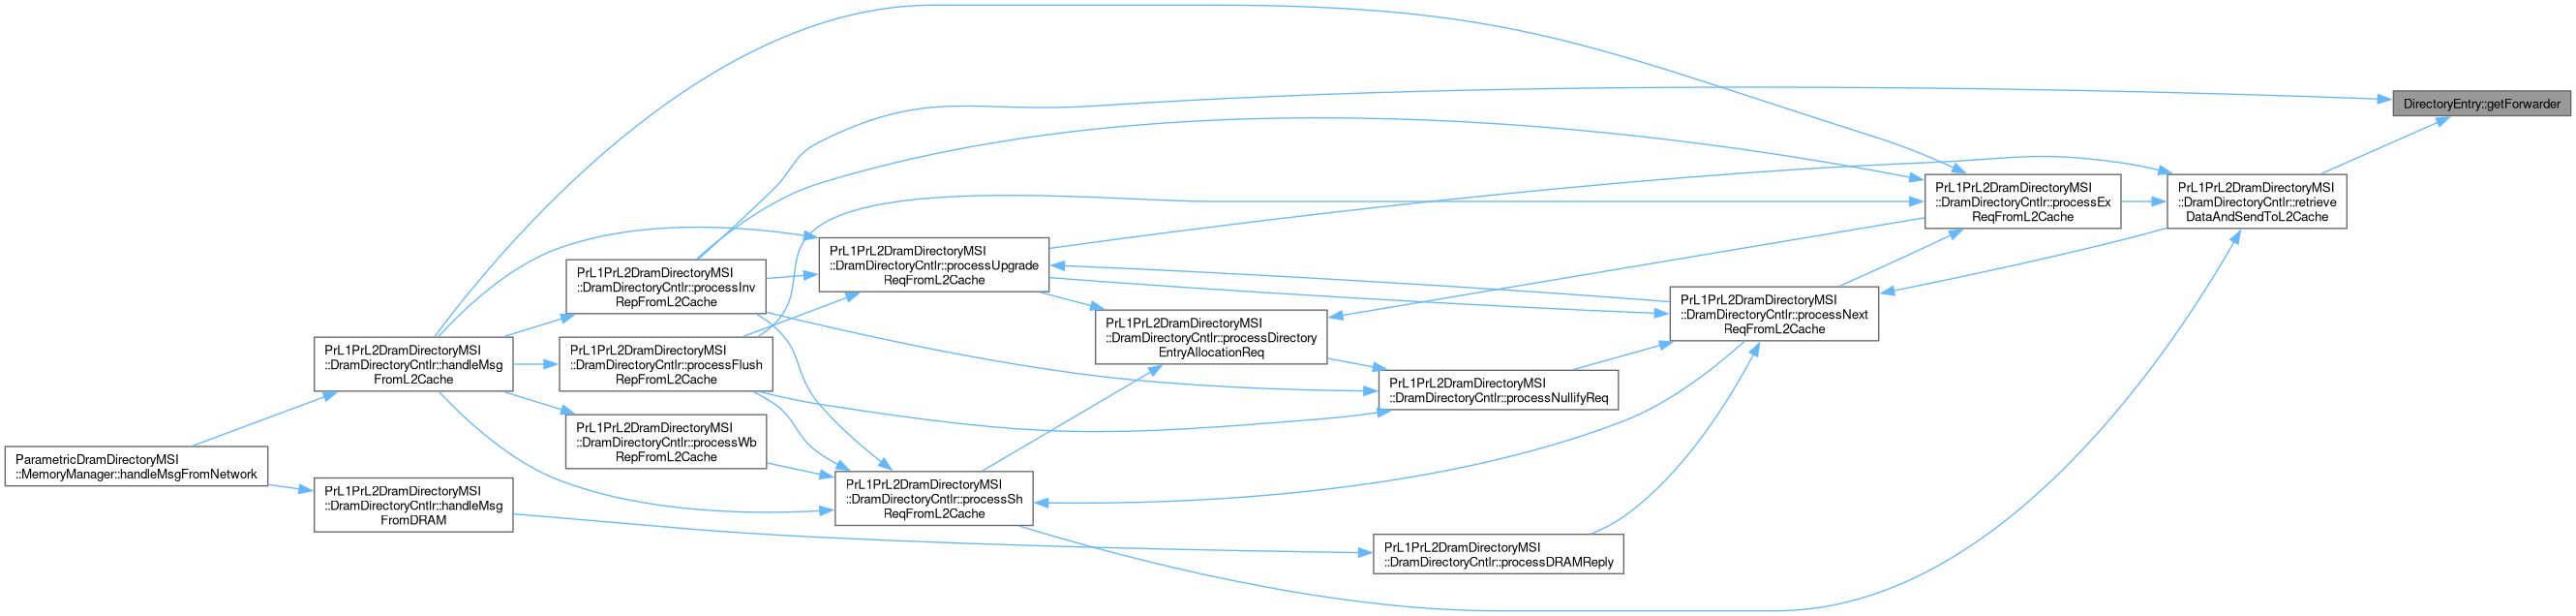 DirectoryEntry::getForwarder
PrL1PrL2DramDirectoryMSI
::DramDirectoryCntlr::retrieve
DataAndSendToL2Cache
PrL1PrL2DramDirectoryMSI
::DramDirectoryCntlr::processEx
ReqFromL2Cache
PrL1PrL2DramDirectoryMSI
::DramDirectoryCntlr::processNext
ReqFromL2Cache
PrL1PrL2DramDirectoryMSI
::DramDirectoryCntlr::processNullifyReq
PrL1PrL2DramDirectoryMSI
::DramDirectoryCntlr::processDRAMReply
PrL1PrL2DramDirectoryMSI
::DramDirectoryCntlr::processDirectory
EntryAllocationReq
PrL1PrL2DramDirectoryMSI
::DramDirectoryCntlr::processUpgrade
ReqFromL2Cache
PrL1PrL2DramDirectoryMSI
::DramDirectoryCntlr::processSh
ReqFromL2Cache
PrL1PrL2DramDirectoryMSI
::DramDirectoryCntlr::processInv
RepFromL2Cache
PrL1PrL2DramDirectoryMSI
::DramDirectoryCntlr::processFlush
RepFromL2Cache
PrL1PrL2DramDirectoryMSI
::DramDirectoryCntlr::processWb
RepFromL2Cache
PrL1PrL2DramDirectoryMSI
::DramDirectoryCntlr::handleMsg
FromL2Cache
PrL1PrL2DramDirectoryMSI
::DramDirectoryCntlr::handleMsg
FromDRAM
ParametricDramDirectoryMSI
::MemoryManager::handleMsgFromNetwork